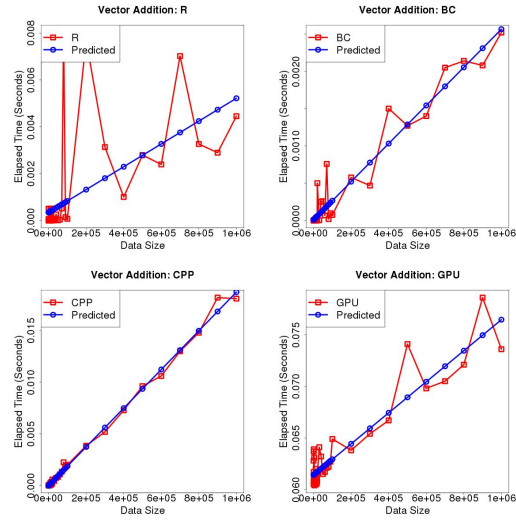 Vector Addition: R
R
Predicted
Elapsed Time (Seconds)
0.000
0.002
0.004
0.006
0.008
0e+00
2e+05
4e+05
6e+05
8e+05
1e+06
Data Size
Vector Addition: BC
BC
Predicted
Elapsed Time (Seconds)
0.000
0.010
0.020
0e+00
2e+05
4e+05
6e+05
8e+05
1e+06
Data Size
Vector Addition: CPP
CPP
Predicted
Elapsed Time (Seconds)
0.000
0.005
0.010
0.015
0e+00
2e+05
4e+05
6e+05
8e+05
1e+06
Data Size
Vector Addition: GPU
GPU
Predicted
Elapsed Time (Seconds)
0.060
0.065
0.070
0.075
0e+00
2e+05
4e+05
6e+05
8e+05
1e+06
Data Size